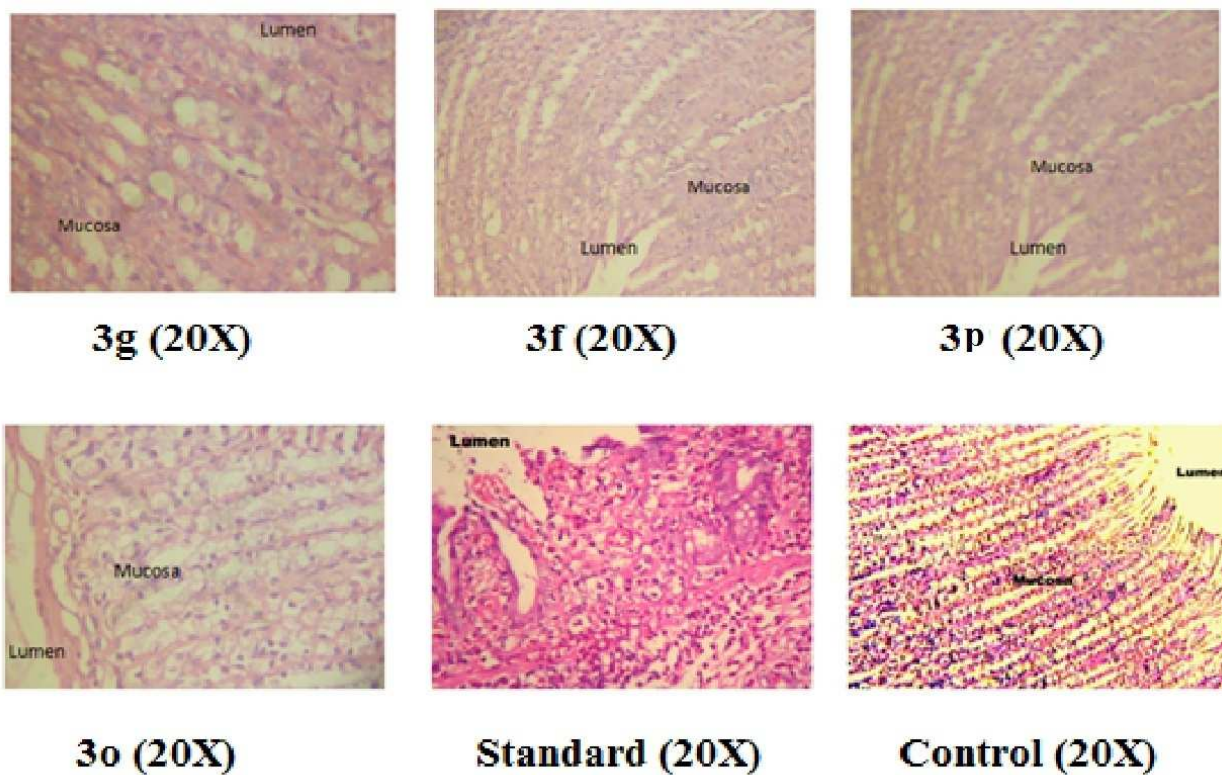 Lumen
Mucosa
Mucosa
Lumen
Mucosa
Lumen
3g (20X) 3f (20X) 3p (20X)
Mucosa
Lumen
Lumen
Lumen
Mucosa
3o (20X) Standard (20X) Control (20X)